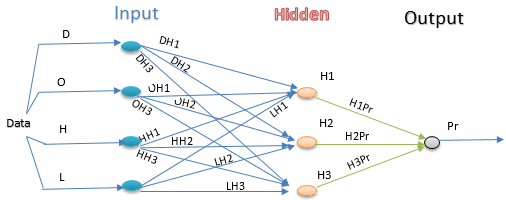 Input
Hidden
Output
D
DH1
DH2
DH3
O
OH1
OH2
OH3
H1
H1Pr
LH1
Data
H
HH1
HH2
HH3
H2
H2Pr
Pr
L
LH2
LH3
H3
H3Pr